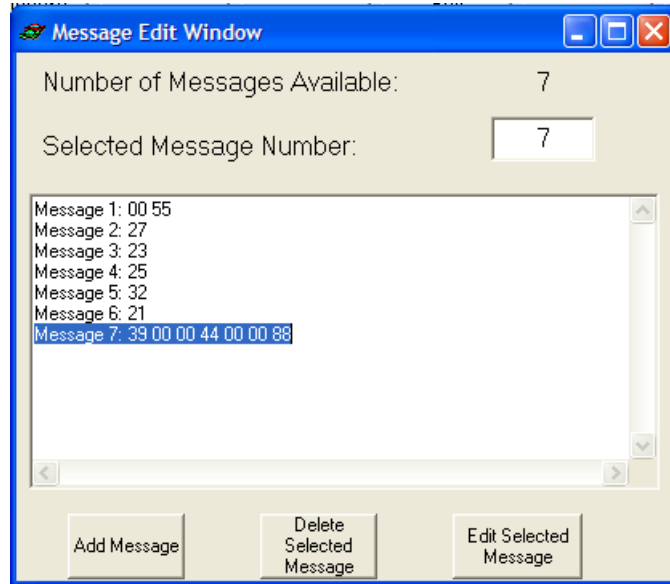 Message Edit Window
Number of Messages Available: 7
Selected Message Number: 7
Message 1: 00 55
Message 2: 27
Message 3: 23
Message 4: 25
Message 5: 32
Message 6: 21
Message 7: 39 00 00 44 00 00 88
Add Message
Delete
Selected
Message
Edit Selected
Message